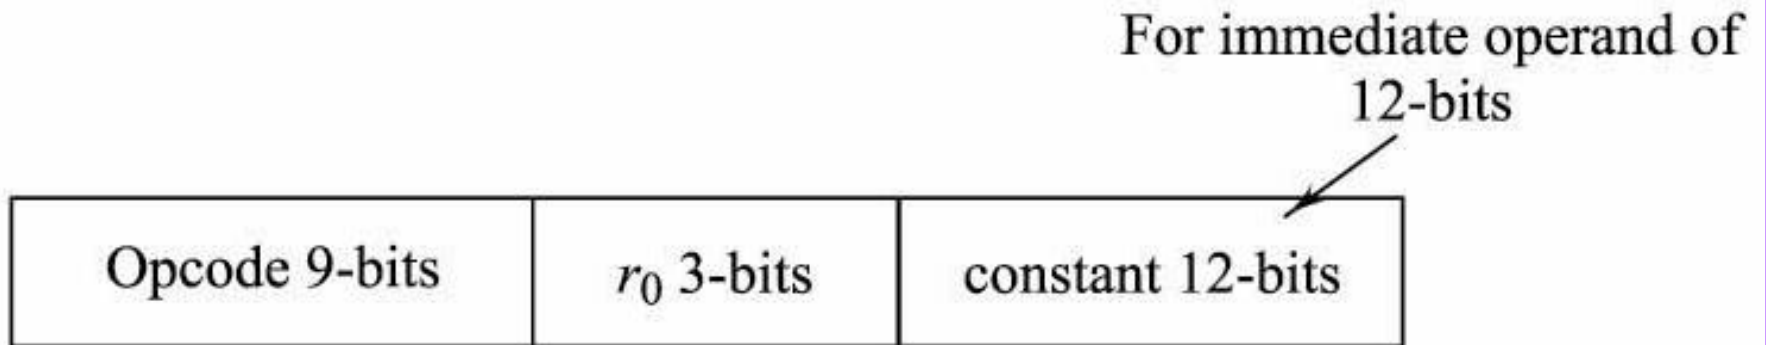 For immediate operand of
12-bits
Opcode 9-bits
r₀ 3-bits
constant 12-bits